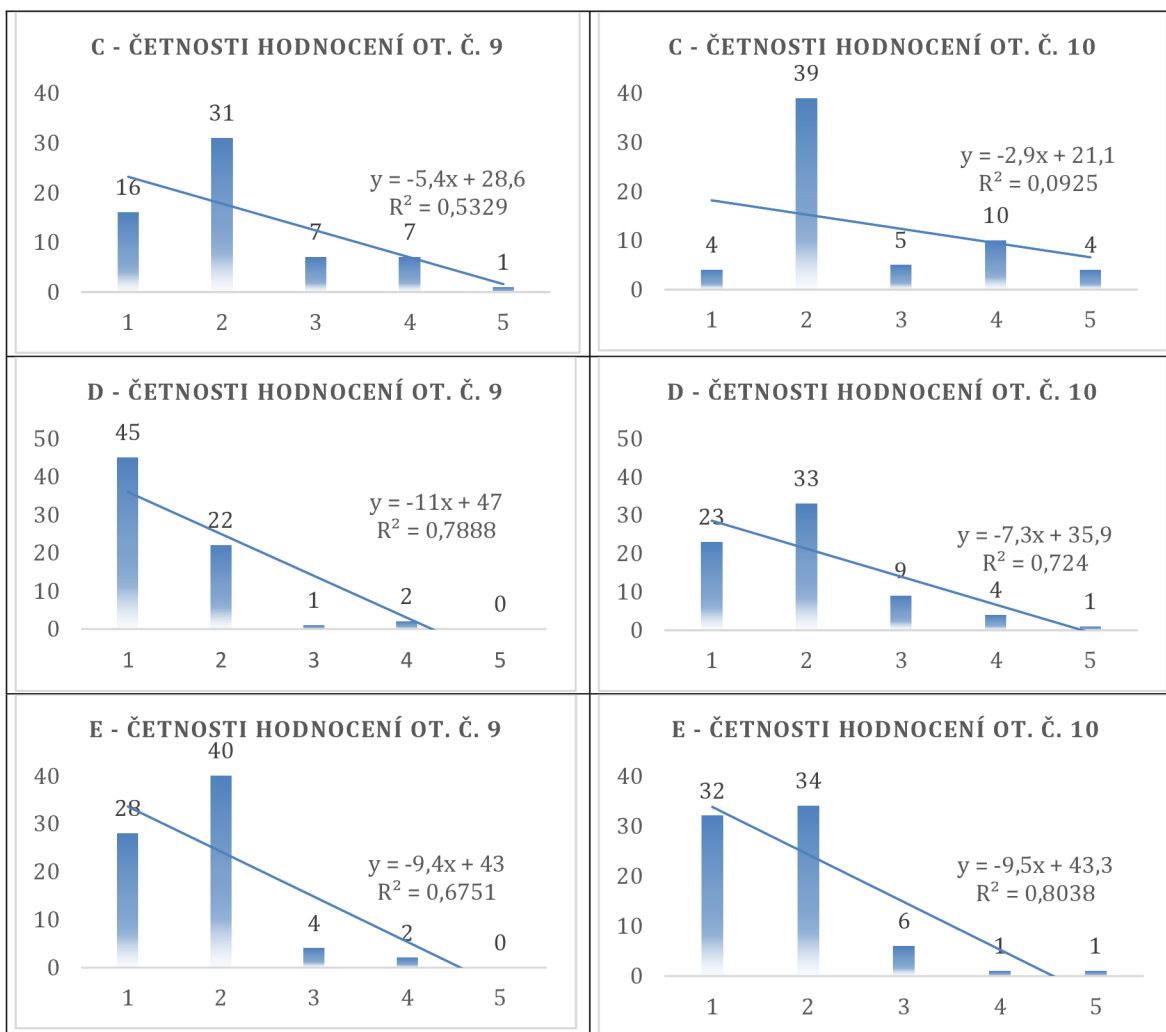 C - ČETNOSTI HODNOCENÍ OT. Č. 9
40
30
20
10
0
16
31
7
7
1
y = -5,4x + 28,6
R² = 0,5329
1 2 3 4 5
C - ČETNOSTI HODNOCENÍ OT. Č. 10
40
30
20
10
0
4
39
5
10
4
y = -2,9x + 21,1
R² = 0,0925
1 2 3 4 5
D - ČETNOSTI HODNOCENÍ OT. Č. 9
50
40
30
20
10
0
45
22
1
2
0
y = -11x + 47
R² = 0,7888
1 2 3 4 5
D - ČETNOSTI HODNOCENÍ OT. Č. 10
50
40
30
20
10
0
23
33
9
4
1
y = -7,3x + 35,9
R² = 0,724
1 2 3 4 5
E - ČETNOSTI HODNOCENÍ OT. Č. 9
40
30
20
10
0
28
40
4
2
0
y = -9,4x + 43
R² = 0,6751
1 2 3 4 5
E - ČETNOSTI HODNOCENÍ OT. Č. 10
40
30
20
10
0
32
34
6
1
1
y = -9,5x + 43,3
R² = 0,8038
1 2 3 4 5